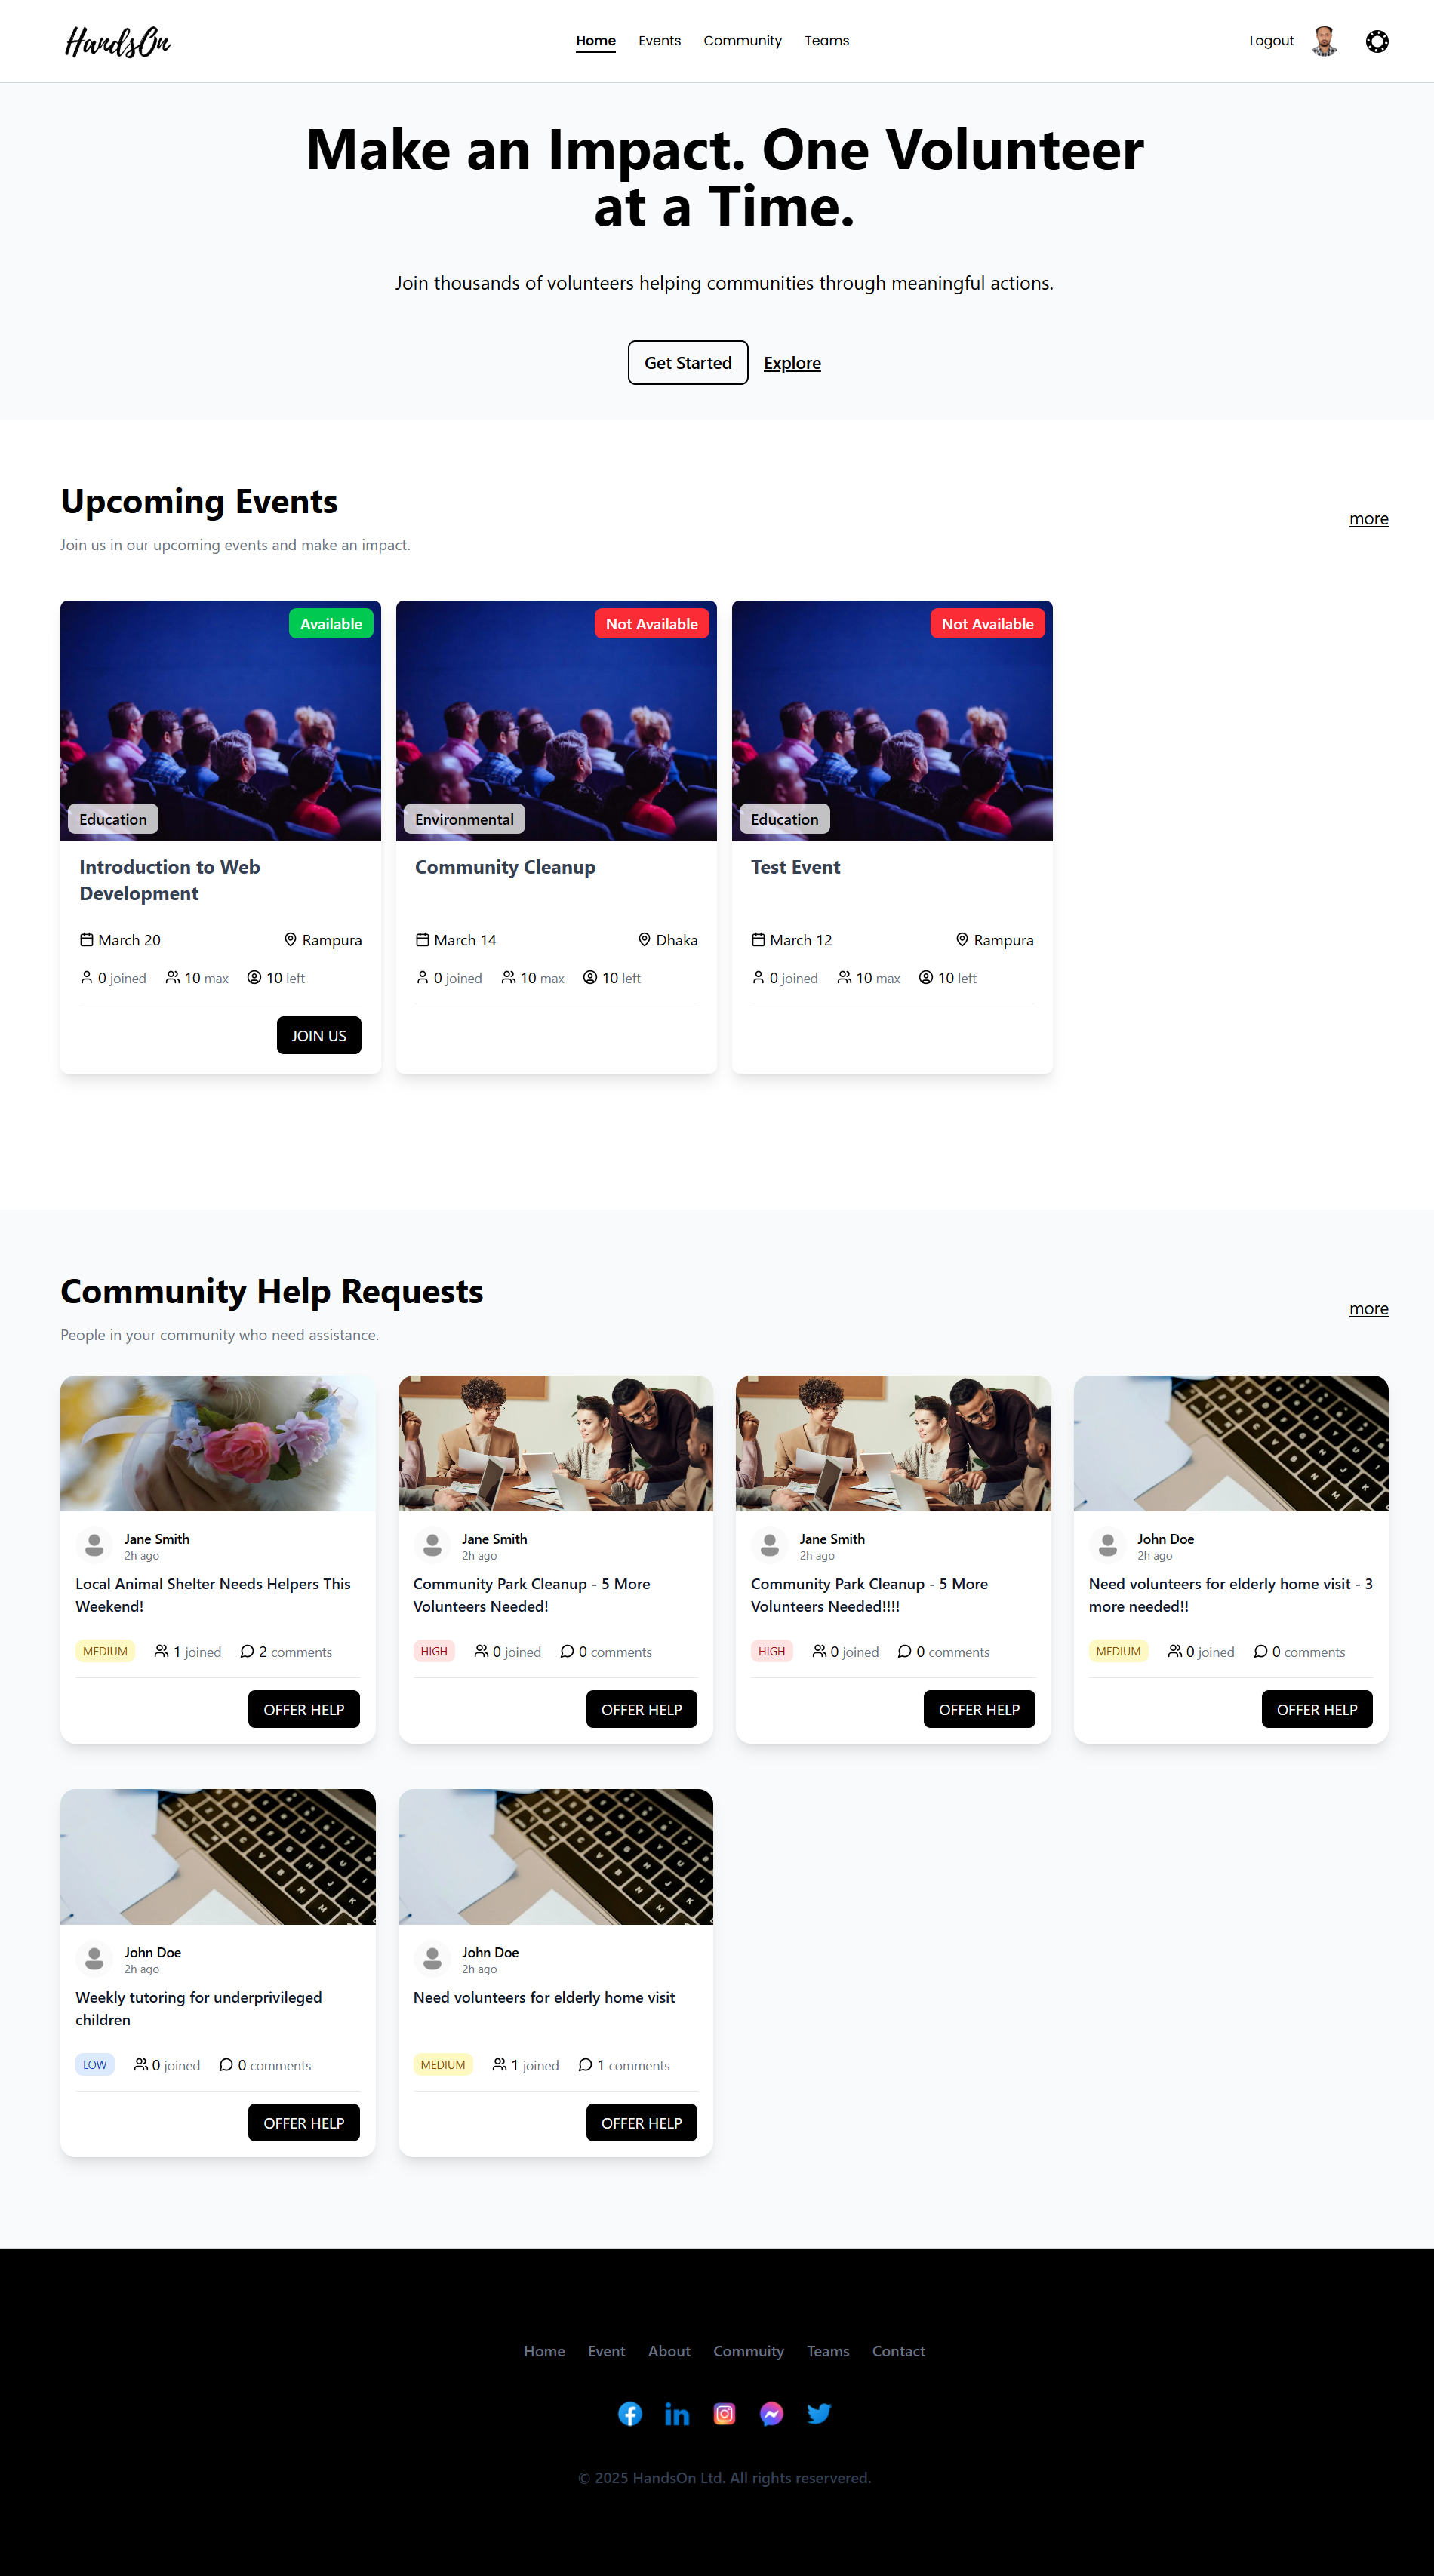 HandsOn
Home Events Community Teams
Logout
Make an Impact. One Volunteer
at a Time.
Join thousands of volunteers helping communities through meaningful actions.
Get Started Explore
Upcoming Events
more
Join us in our upcoming events and make an impact.
Available
Education
Introduction to Web
Development
March 20 Rampura
0 joined 10 max 10 left
JOIN US
Not Available
Environmental
Community Cleanup
March 14 Dhaka
0 joined 10 max 10 left
Not Available
Education
Test Event
March 12 Rampura
0 joined 10 max 10 left
Community Help Requests
more
People in your community who need assistance.
Jane Smith
2h ago
Local Animal Shelter Needs Helpers This
Weekend!
MEDIUM 1 joined 2 comments
OFFER HELP
Jane Smith
2h ago
Community Park Cleanup - 5 More
Volunteers Needed!
HIGH 0 joined 0 comments
OFFER HELP
Jane Smith
2h ago
Community Park Cleanup - 5 More
Volunteers Needed!!!!
HIGH 0 joined 0 comments
OFFER HELP
John Doe
2h ago
Need volunteers for elderly home visit - 3
more needed!!
MEDIUM 0 joined 0 comments
OFFER HELP
John Doe
2h ago
Weekly tutoring for underprivileged
children
LOW 0 joined 0 comments
OFFER HELP
John Doe
2h ago
Need volunteers for elderly home visit
MEDIUM 1 joined 1 comments
OFFER HELP
Home Event About Commuity Teams Contact
© 2025 HandsOn Ltd. All rights reservered.